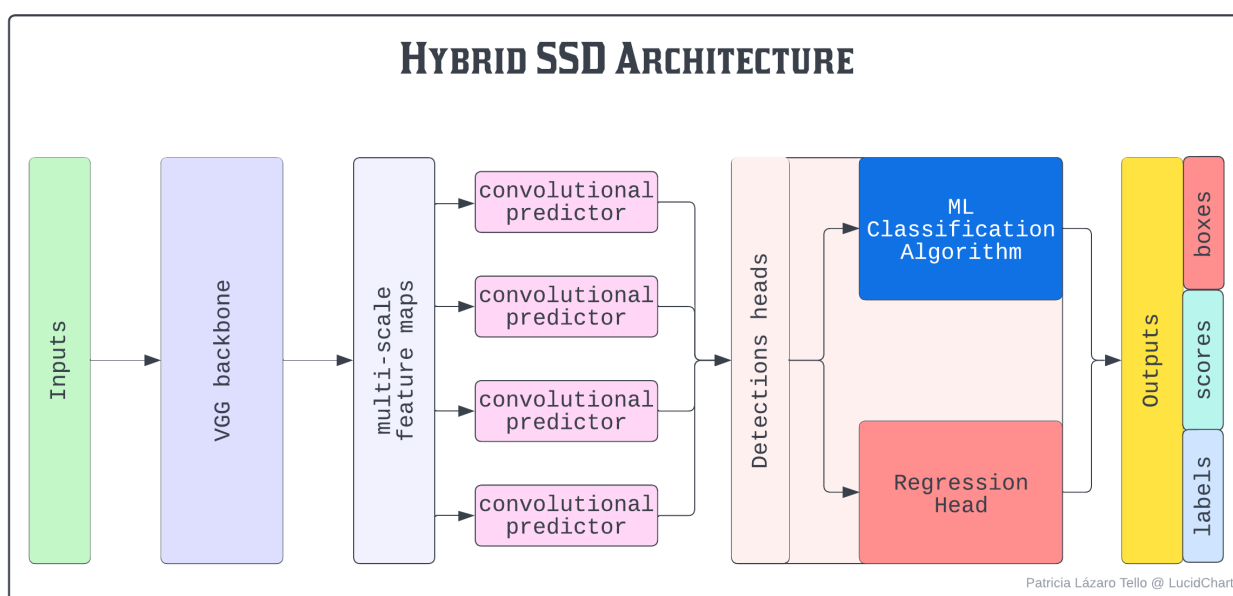 HYBRID SSD ARCHITECTURE
Inputs
VGG backbone
multi-scale
feature maps
convolutional
predictor
convolutional
predictor
convolutional
predictor
convolutional
predictor
Detections heads
ML
Classification
Algorithm
Regression
Head
Outputs
boxes
scores
labels
Patricia Lázaro Tello @ LucidChart